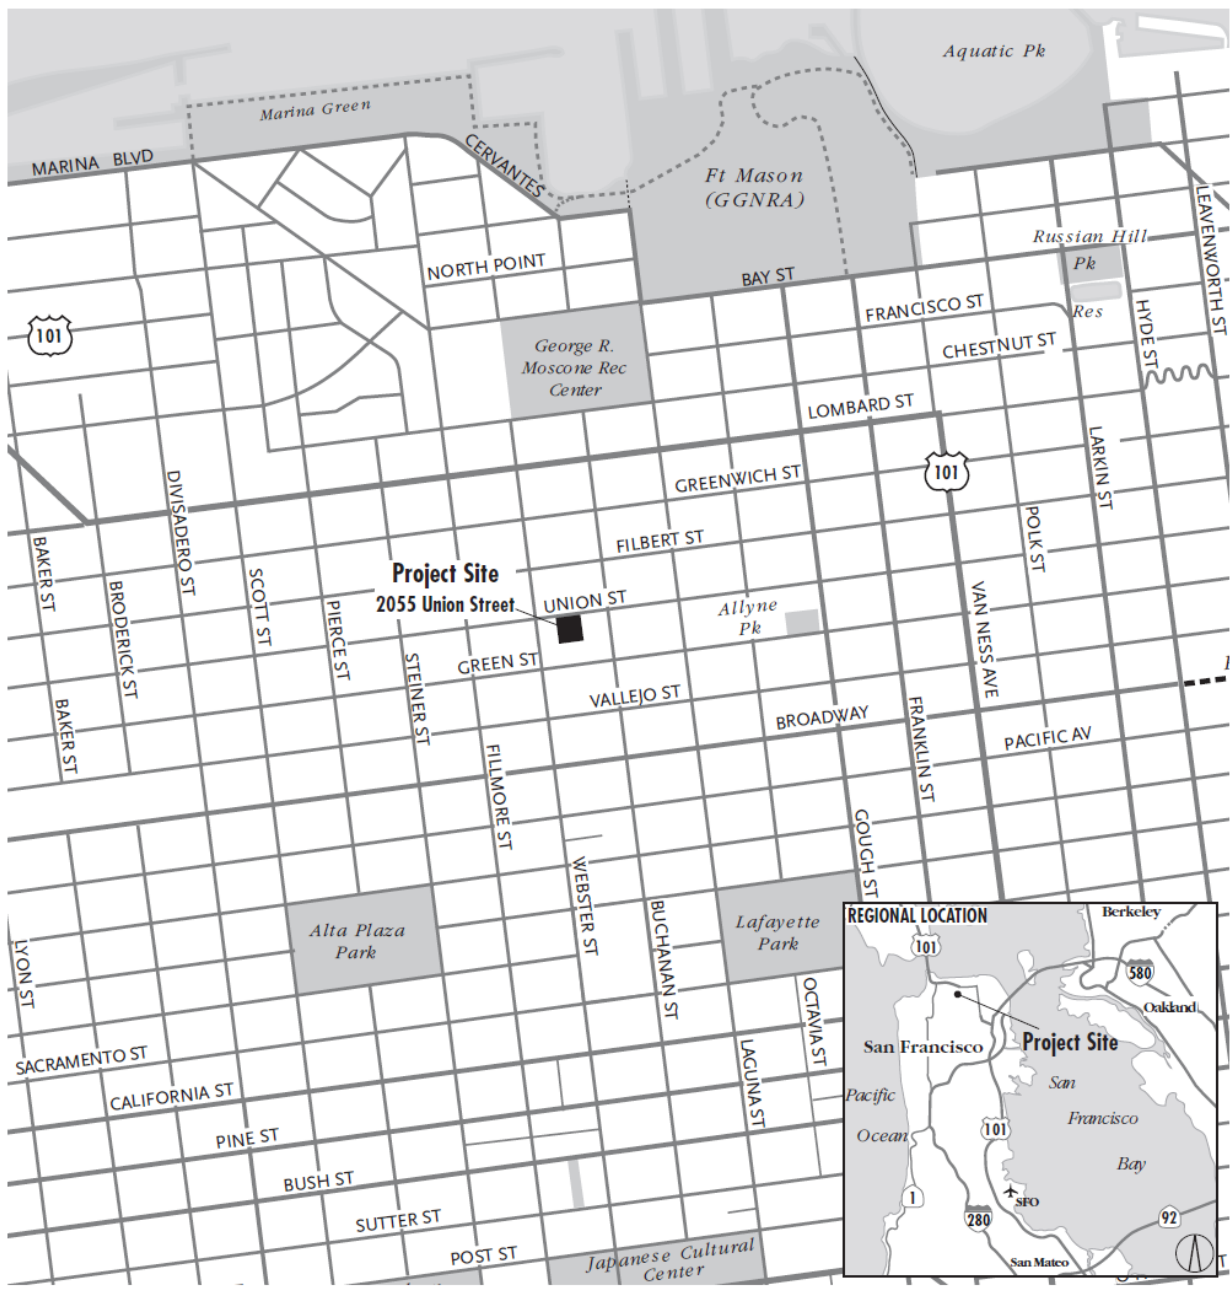 Aquatic Pk
Marina Green
MARINA BLVD
CERVANTES
Ft Mason
(GGNRA)
LEAVENWORTH ST
Russian Hill
Pk
NORTH POINT
BAY ST
Res
FRANCISCO ST
HYDE ST
101
CHESTNUT ST
George R.
Moscone Rec
Center
LOMBARD ST
LARKIN ST
101
GREENWICH ST
DIVISADERO ST
POLK ST
FILBERT ST
BAKER ST
SCOTT ST
Project Site
2055 Union Street
UNION ST
BRODERICK ST
PIERCE ST
Allyne
Pk
VAN NESS AVE
GREEN ST
STEINER ST
VALLEJO ST
BAKER ST
BROADWAY
FRANKLIN ST
PACIFIC AV
FILLMORE ST
GOUGH ST
WEBSTER ST
BUCHANAN ST
Alta Plaza
Park
Lafayette
Park
LYON ST
OCTAVIA ST
LAGUNA ST
SACRAMENTO ST
CALIFORNIA ST
PINE ST
BUSH ST
SUTTER ST
POST ST
Japanese Cultural
Center
REGIONAL LOCATION
Berkeley
101
580
Oakland
Project Site
San Francisco
San
Francisco
Bay
Pacific
Ocean
101
1
SFO
280
92
San Mateo